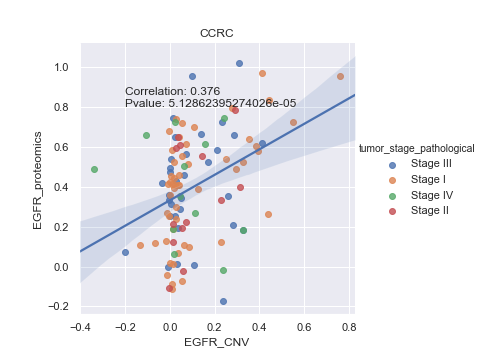 CCRC
Correlation: 0.376
Pvalue: 5.12862395274026e-05
EGFR_proteomics
1.0
0.8
0.6
0.4
0.2
0.0
−0.2
−0.4
−0.2
0.0
0.2
0.4
0.6
0.8
EGFR_CNV
tumor_stage_pathological
Stage III
Stage I
Stage IV
Stage II